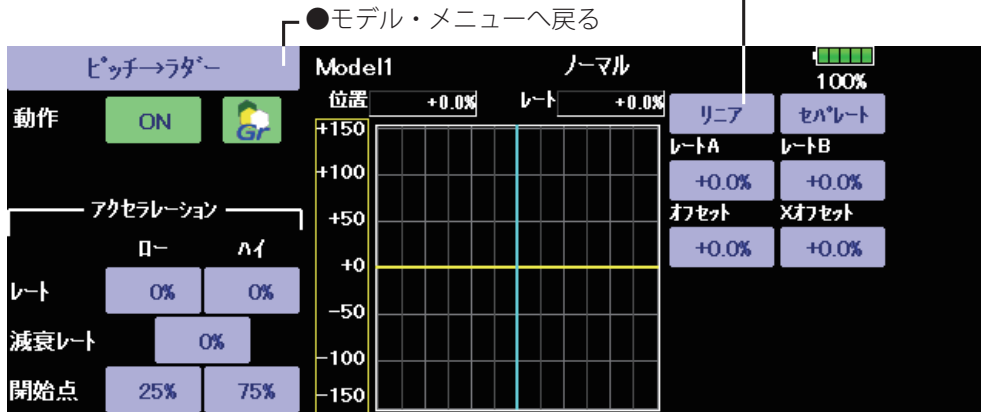 ●モデル・メニューへ戻る
ピッチ→ラダー
Model1
ノーマル
100%
動作
ON
Gr
位置
+0.0%
レート
+0.0%
リニア
セパレート
レートA
レートB
+0.0%
+0.0%
オフセット
Xオフセット
+0.0%
+0.0%
+150
+100
+50
+0
-50
-100
-150
アクセラレーション
ロー
ハイ
レート
0%
0%
減衰レート
0%
開始点
25%
75%